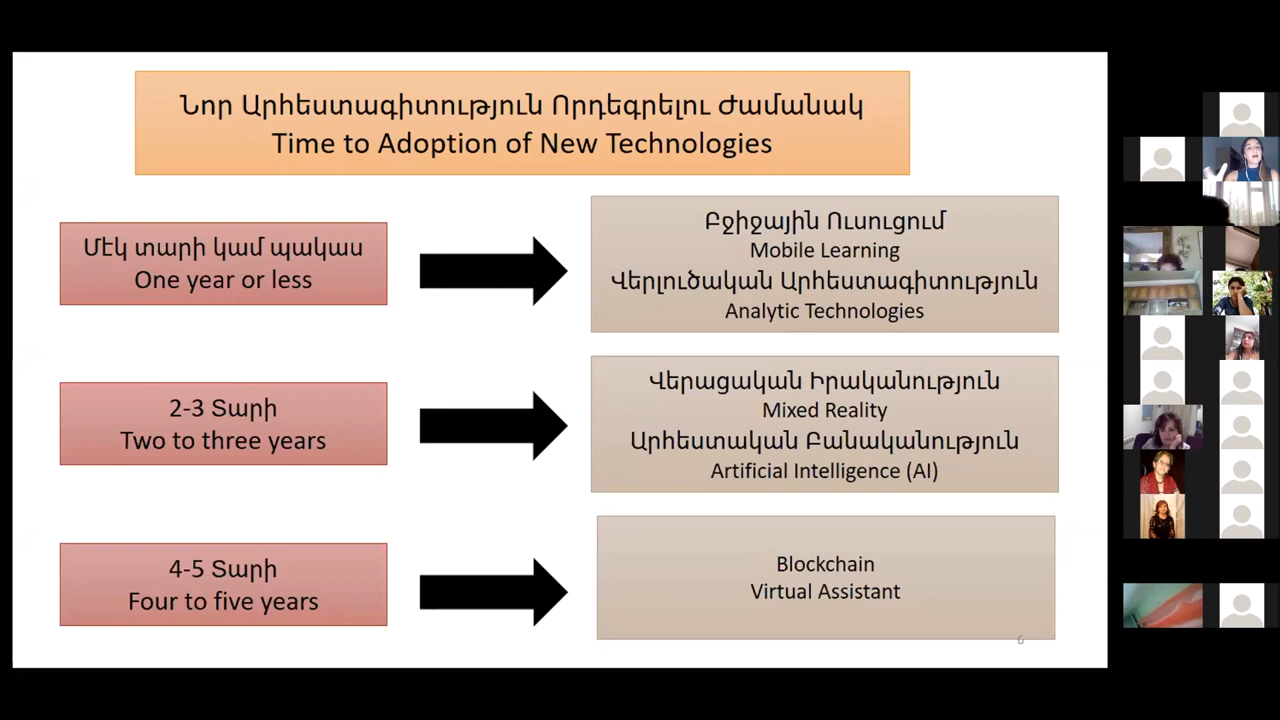 Նոր Արհեստագիտություն Որդեգրելու Ժամանակ
Time to Adoption of New Technologies
Մէկ տարի կամ պակաս
One year or less
Բջիջային Ուսուցում
Mobile Learning
Վերլուծական Արհեստագիտություն
Analytic Technologies
2-3 Տարի
Two to three years
Վերացական Իրականություն
Mixed Reality
Արհեստական Բանականություն
Artificial Intelligence (AI)
4-5 Տարի
Four to five years
Blockchain
Virtual Assistant
6